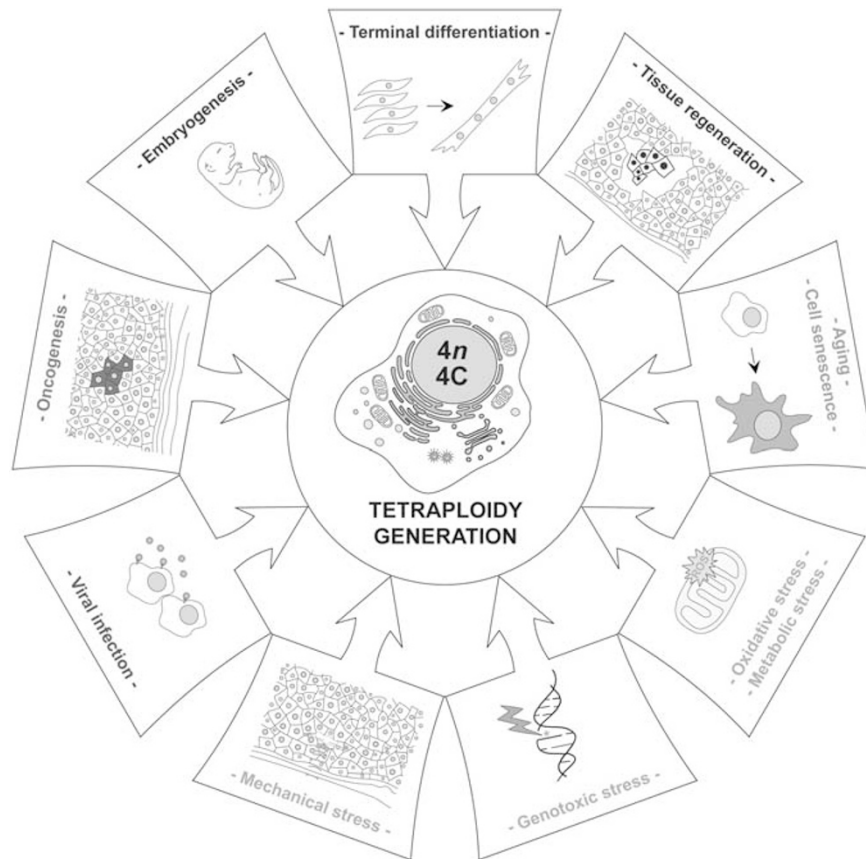 - Terminal differentiation -
- Tissue regeneration -
- Aging -
- Cell senescence -
- Oxidative stress -
- Metabolic stress -
- Genotoxic stress -
- Mechanical stress -
- Viral infection -
- Oncogenesis -
- Embryogenesis -
4n
4C
TETRAPLOIDY
GENERATION